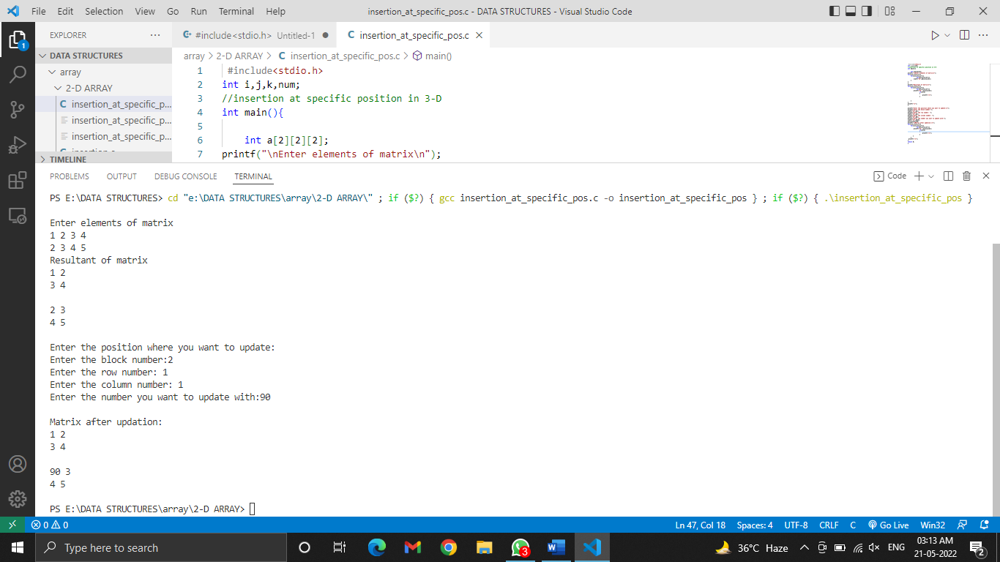 File Edit Selection View Go Run Terminal Help insertion_at_specific_pos.c - DATA STRUCTURES - Visual Studio Code
EXPLORER ···
#include<stdio.h> Untitled-1 ● C insertion_at_specific_pos.c ×
1
DATA STRUCTURES
array
2-D ARRAY
C insertion_at_specific_p...
insertion_at_specific_p...
insertion_at_specific_p...
TIMELINE
array > 2-D ARRAY > C insertion_at_specific_pos.c > main()
1 #include<stdio.h>
2 int i,j,k,num;
3 //insertion at specific position in 3-D
4 int main(){
5
6 int a[2][2][2];
7 printf("\nEnter elements of matrix\n");
PROBLEMS OUTPUT DEBUG CONSOLE TERMINAL Code
PS E:\DATA STRUCTURES> cd "e:\DATA STRUCTURES\array\2-D ARRAY\" ; if ($?) { gcc insertion_at_specific_pos.c -o insertion_at_specific_pos } ; if ($?) { .\insertion_at_specific_pos }
Enter elements of matrix
1 2 3 4
2 3 4 5
Resultant of matrix
1 2
3 4
2 3
4 5
Enter the position where you want to update:
Enter the block number:2
Enter the row number: 1
Enter the column number: 1
Enter the number you want to update with:90
Matrix after updation:
1 2
3 4
90 3
4 5
PS E:\DATA STRUCTURES\array\2-D ARRAY>
0 0 Ln 47, Col 18 Spaces: 4 UTF-8 CRLF C Go Live Win32
Type here to search 3 W 36°C Haze ENG 03:13 AM 21-05-2022 2